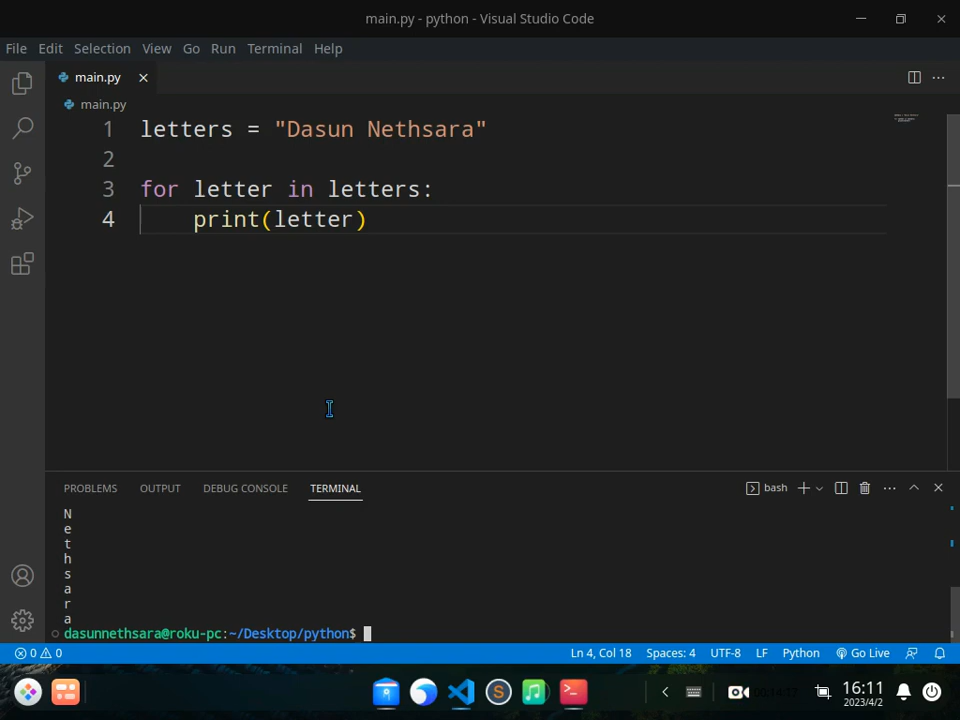 main.py - python - Visual Studio Code
File Edit Selection View Go Run Terminal Help
main.py
main.py
1 letters = "Dasun Nethsara"
2
3 for letter in letters:
4     print(letter)
PROBLEMS OUTPUT DEBUG CONSOLE TERMINAL bash
N
e
t
h
s
a
r
a
dasunnethsara@roku-pc:~/Desktop/python$
0 0 Ln 4, Col 18 Spaces: 4 UTF-8 LF Python Go Live
16:11
2023/4/2